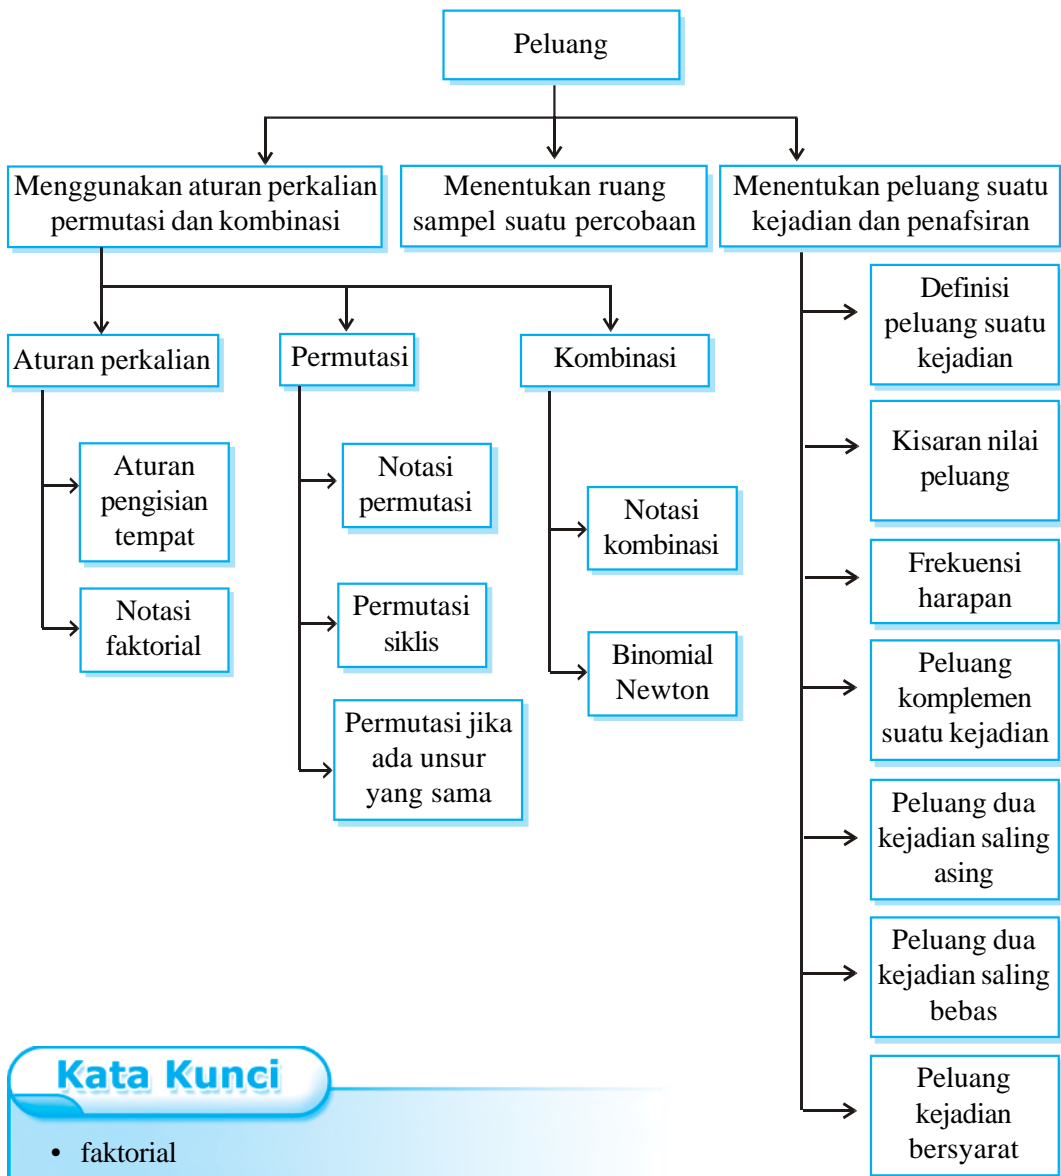 Peluang
Menggunakan aturan perkalian
permutasi dan kombinasi
Menentukan ruang
sampel suatu percobaan
Menentukan peluang suatu
kejadian dan penafsiran
Aturan perkalian
Aturan
pengisian
tempat
Notasi
faktorial
Permutasi
Notasi
permutasi
Permutasi
siklis
Permutasi jika
ada unsur
yang sama
Kombinasi
Notasi
kombinasi
Binomial
Newton
Definisi
peluang suatu
kejadian
Kisaran nilai
peluang
Frekuensi
harapan
Peluang
komplemen
suatu kejadian
Peluang dua
kejadian saling
asing
Peluang dua
kejadian saling
bebas
Peluang
kejadian
bersyarat
Kata Kunci
• faktorial